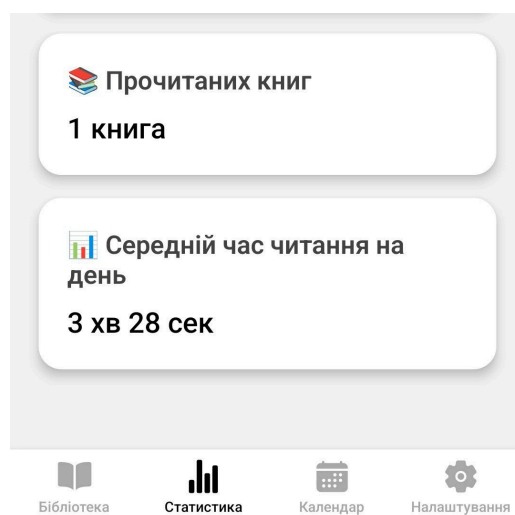 📚 Прочитаних книг
1 книга
📊 Середній час читання на
день
3 хв 28 сек
Бібліотека
Статистика
Календар
Налаштування